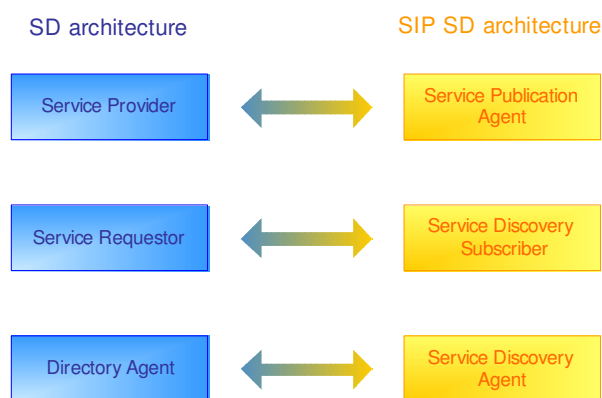 SD architecture
SIP SD architecture
Service Provider
Service Publication
Agent
Service Requestor
Service Discovery
Subscriber
Directory Agent
Service Discovery
Agent